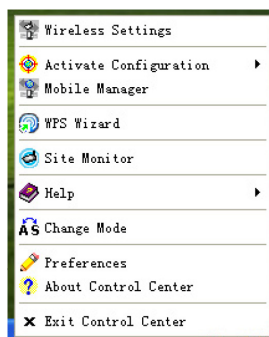 Wireless Settings
Activate Configuration
Mobile Manager
WPS Wizard
Site Monitor
Help
AS Change Mode
Preferences
About Control Center
Exit Control Center